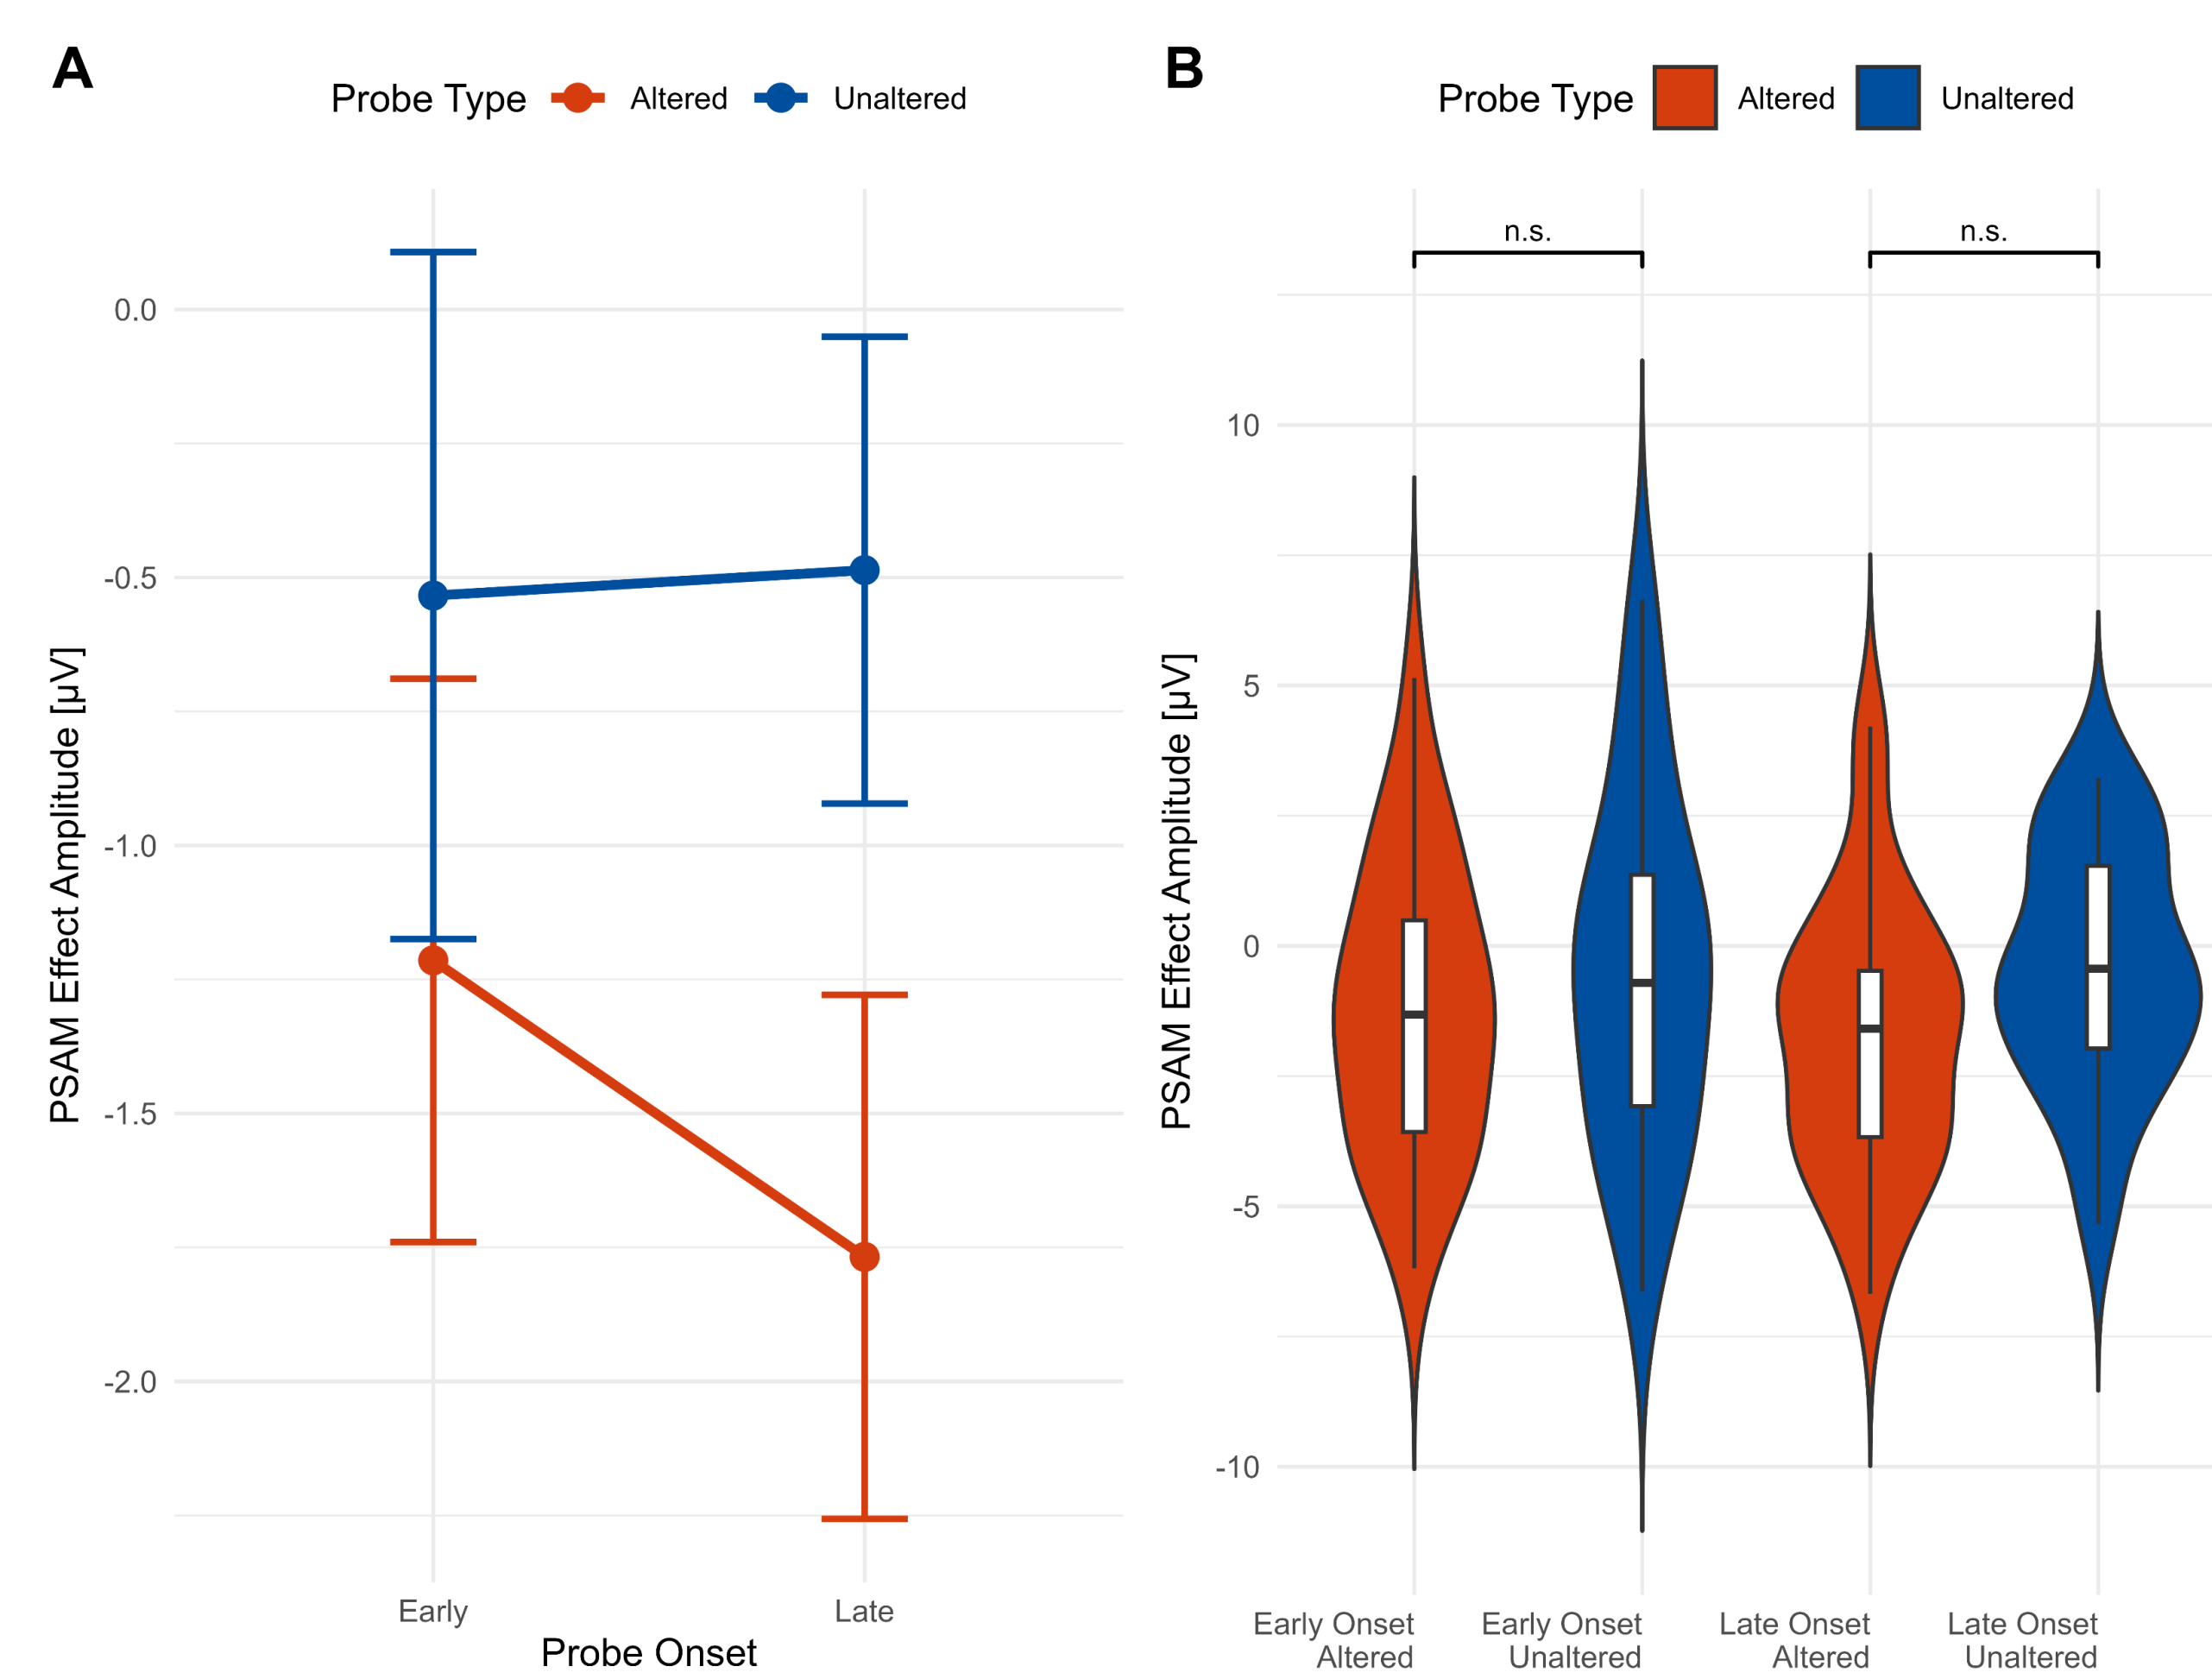 A
Probe Type Altered Unaltered
PSAM Effect Amplitude [µV]
0.0
-0.5
-1.0
-1.5
-2.0
Early Late
Probe Onset
B
Probe Type Altered Unaltered
PSAM Effect Amplitude [µV]
n.s. n.s.
10
5
0
-5
-10
Early Onset Early Onset Late Onset Late Onset
Altered Unaltered Altered Unaltered